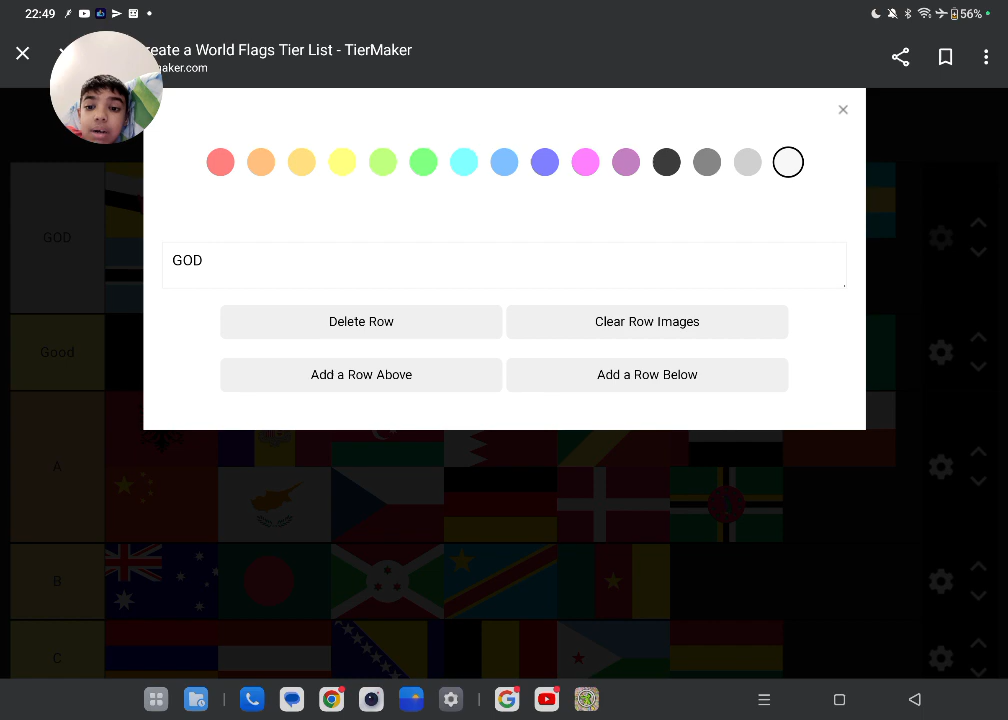 22:49
56%
reate a World Flags Tier List - TierMaker
maker.com
GOD
GOD
Delete Row
Clear Row Images
Good
Add a Row Above
Add a Row Below
A
B
C